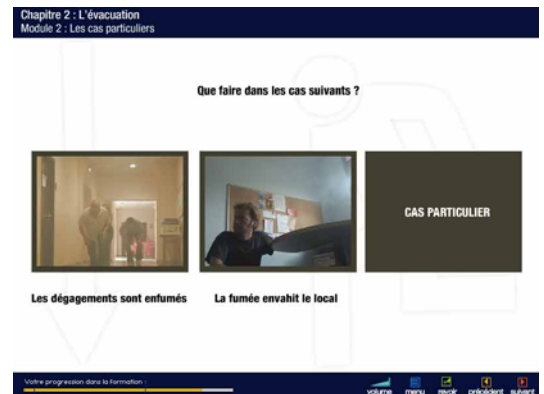 Chapitre 2 : L'évacuation
Module 2 : Les cas particuliers
Que faire dans les cas suivants ?
CAS PARTICULIER
Les dégagements sont enfumés
La fumée envahit le local
Votre progression dans la Formation :
volume menu revoir précédent suivant